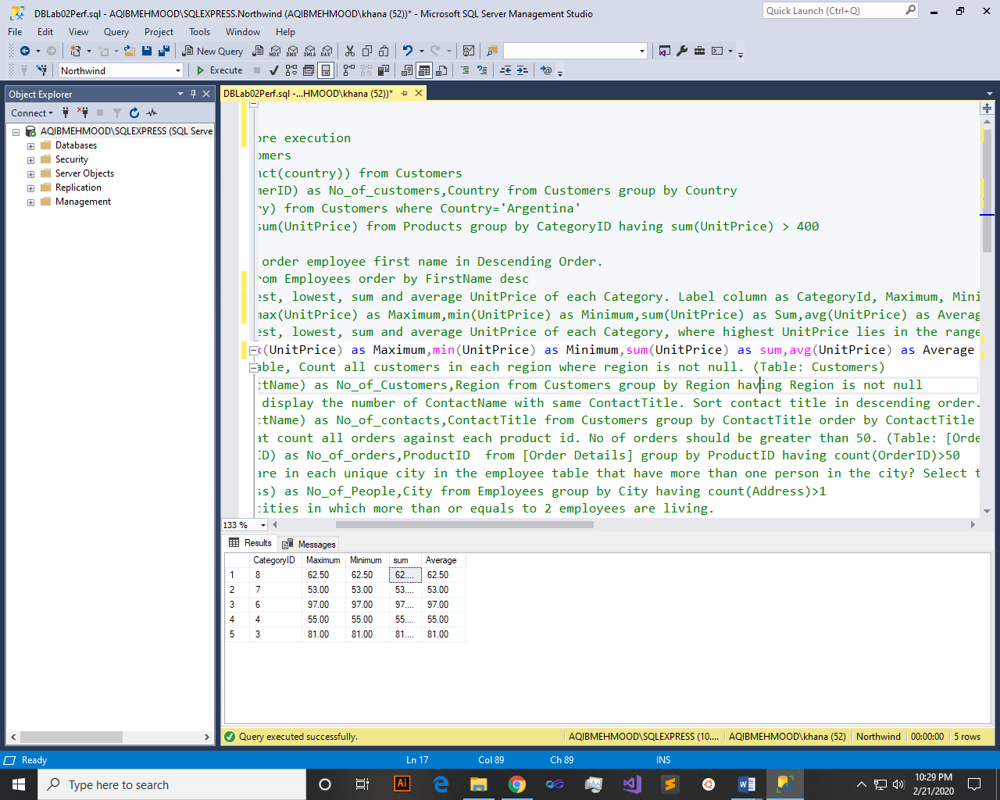 DBLab02Perf.sql - AQIBMEHMOOD\SQLEXPRESS.Northwind (AQIBMEHMOOD\khana (52))* - Microsoft SQL Server Management Studio
Quick Launch (Ctrl+Q)
File Edit View Query Project Tools Window Help
New Query
MDX DMX XMLA DAX
Northwind
Execute
Object Explorer
Connect
AQIBMEHMOOD\SQLEXPRESS (SQL Serve
Databases
Security
Server Objects
Replication
Management
DBLab02Perf.sql -...HMOOD\khana (52))*
ore execution
omers
nct(country)) from Customers
merID) as No_of_customers,Country from Customers group by Country
ry) from Customers where Country='Argentina'
sum(UnitPrice) from Products group by CategoryID having sum(UnitPrice) > 400
order employee first name in Descending Order.
rom Employees order by FirstName desc
est, lowest, sum and average UnitPrice of each Category. Label column as CategoryId, Maximum, Mini
max(UnitPrice) as Maximum,min(UnitPrice) as Minimum,sum(UnitPrice) as Sum,avg(UnitPrice) as Averag
est, lowest, sum and average UnitPrice of each Category, where highest UnitPrice lies in the range
x(UnitPrice) as Maximum,min(UnitPrice) as Minimum,sum(UnitPrice) as sum,avg(UnitPrice) as Average
able, Count all customers in each region where region is not null. (Table: Customers)
ctName) as No_of_Customers,Region from Customers group by Region having Region is not null
display the number of ContactName with same ContactTitle. Sort contact title in descending order.
ctName) as No_of_contacts,ContactTitle from Customers group by ContactTitle order by ContactTitle
at count all orders against each product id. No of orders should be greater than 50. (Table: [Orde
ID) as No_of_orders,ProductID  from [Order Details] group by ProductID having count(OrderID)>50
are in each unique city in the employee table that have more than one person in the city? Select t
ss) as No_of_People,City from Employees group by City having count(Address)>1
cities in which more than or equals to 2 employees are living.
133 %
Results Messages
CategoryID Maximum Minimum sum Average
1 8 62.50 62.50 62.... 62.50
2 7 53.00 53.00 53.... 53.00
3 6 97.00 97.00 97.... 97.00
4 4 55.00 55.00 55.... 55.00
5 3 81.00 81.00 81.... 81.00
Query executed successfully.
AQIBMEHMOOD\SQLEXPRESS (10.... AQIBMEHMOOD\khana (52) Northwind 00:00:00 5 rows
Ready Ln 17 Col 89 Ch 89 INS
Type here to search
Ai
10:29 PM
2/21/2020